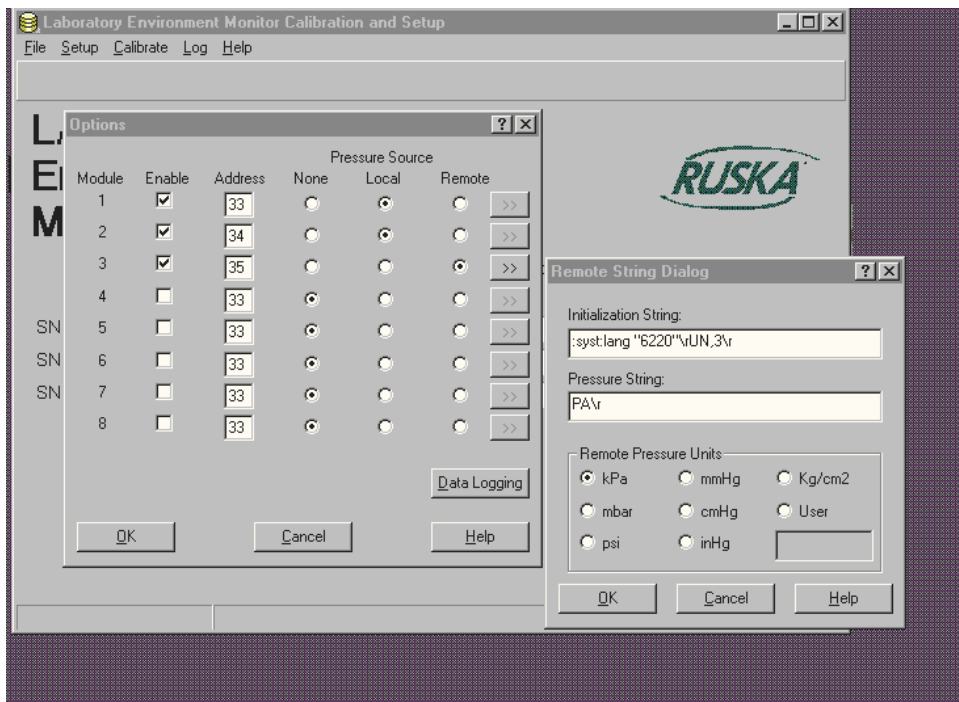 Laboratory Environment Monitor Calibration and Setup
File Setup Calibrate Log Help
RUSKA
SN
SN
SN
Options
Pressure Source
Module Enable Address None Local Remote
1 33 >>
2 34 >>
3 35 >>
4 33 >>
5 33 >>
6 33 >>
7 33 >>
8 33 >>
Data Logging
OK Cancel Help
Remote String Dialog
Initialization String:
:syst:lang "6220"\rUN,3\r
Pressure String:
PA\r
Remote Pressure Units
kPa mmHg Kg/cm2
mbar cmHg User
psi inHg
OK Cancel Help